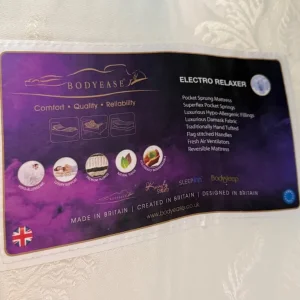 BODYEASE
Comfort • Quality • Reliability
ELECTRO RELAXER
Pocket Sprung Mattress
Superflex Pocket Springs
Luxurious Hypo-Allergenic Fillings
Luxurious Damask Fabric
Traditionally Hand Tufted
Flag stitched Handles
Fresh Air Ventilators
Reversible Mattress
MADE IN BRITAIN | CREATED IN BRITAIN | DESIGNED IN BRITAIN
www.bodyease.co.uk